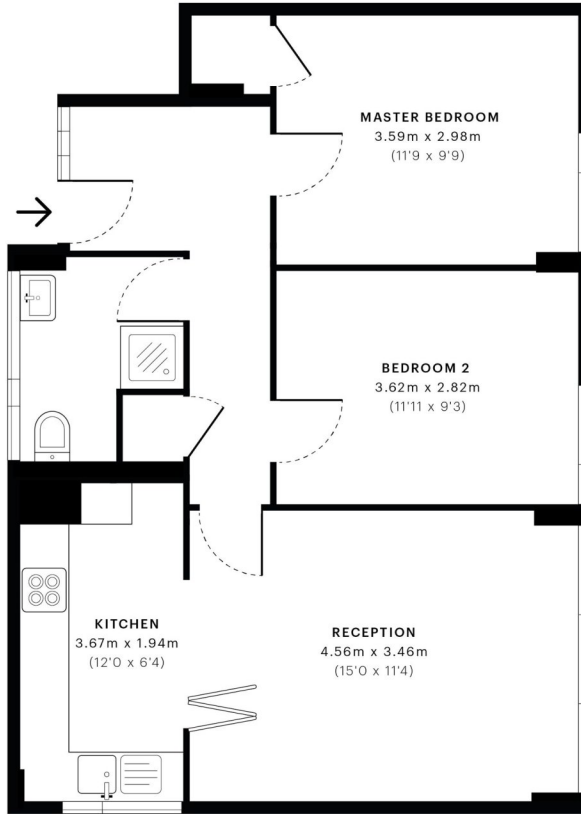 MASTER BEDROOM
3.59m x 2.98m
(11'9 x 9'9)
BEDROOM 2
3.62m x 2.82m
(11'11 x 9'3)
KITCHEN
3.67m x 1.94m
(12'0 x 6'4)
RECEPTION
4.56m x 3.46m
(15'0 x 11'4)